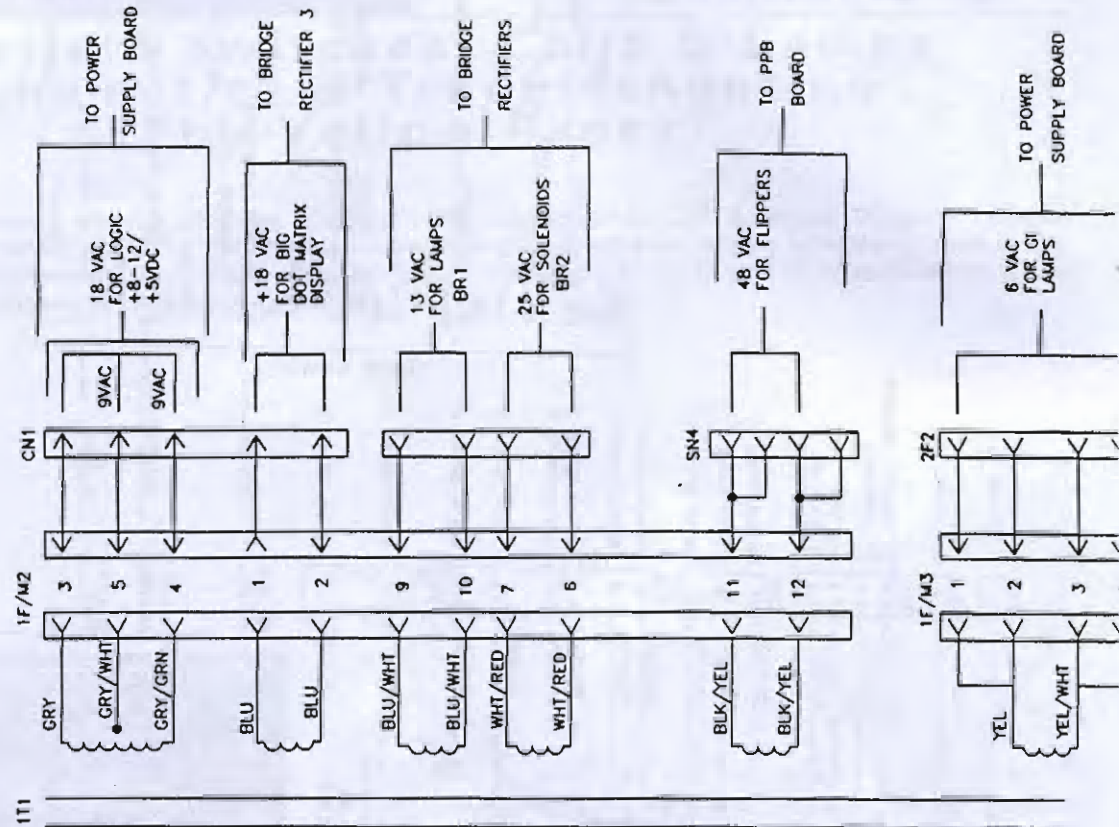 TO POWER
SUPPLY BOARD
TO BRIDGE
RECTIFIER 3
TO BRIDGE
RECTIFIERS
TO PPB
BOARD
TO POWER
SUPPLY BOARD
18 VAC
FOR LOGIC
+8-12/
+5VDC
+18 VAC
FOR BIG
DOT MATRIX
DISPLAY
13 VAC
FOR LAMPS
BR1
25 VAC
FOR SOLENOIDS
BR2
48 VAC
FOR FLIPPERS
6 VAC
FOR GI
LAMPS
9VAC
9VAC
CN1
SN4
2F2
1F/M2
3
5
4
1
2
9
10
7
6
11
12
1F/M3
1
2
3
GRY
GRY/WHT
GRY/GRN
BLU
BLU
BLU/WHT
BLU/WHT
WHT/RED
WHT/RED
BLK/YEL
BLK/YEL
YEL
YEL/WHT
1T1